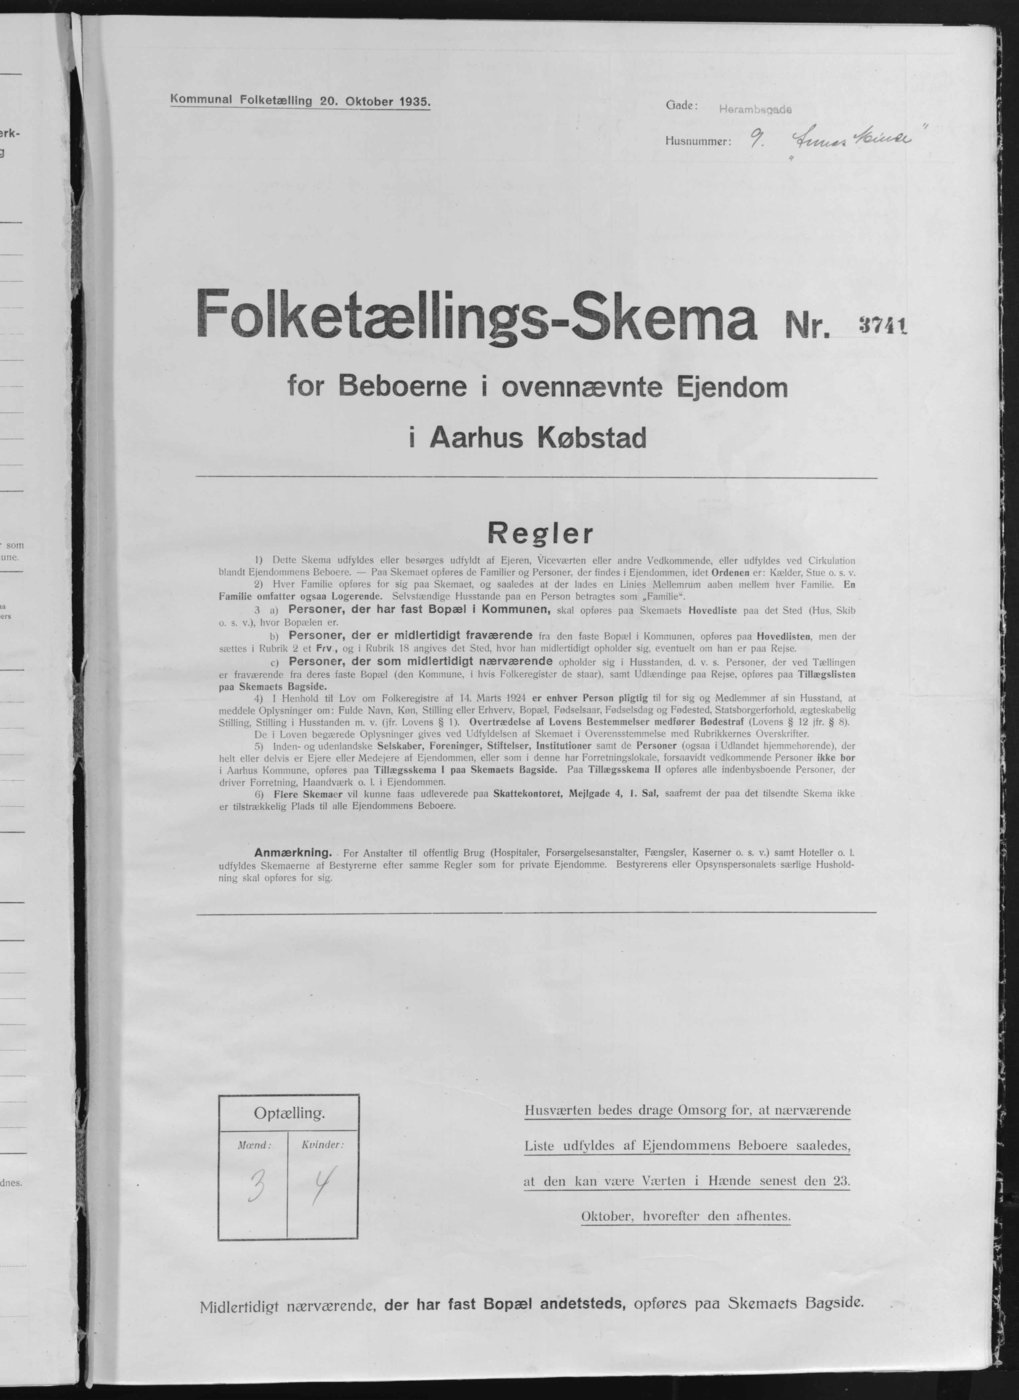 Kommunal Folketælling 20. Oktober 1935.
Gade: Herambsgade
Husnummer: 9. „Annas Minde"
Folketællings-Skema Nr. 3741
for Beboerne i ovennævnte Ejendom
i Aarhus Købstad
Regler
1) Dette Skema udfyldes eller besørges udfyldt af Ejeren, Viceværten eller andre Vedkommende, eller udfyldes ved Cirkulation
blandt Ejendommens Beboere. — Paa Skemaet opføres de Familier og Personer, der findes i Ejendommen, idet Ordenen er: Kælder, Stue o. s. v.
2) Hver Familie opføres for sig paa Skemaet, og saaledes at der lades en Linies Mellemrum aaben mellem hver Familie. En
Familie omfatter ogsaa Logerende. Selvstændige Husstande paa en Person betragtes som „Familie“.
3 a) Personer, der har fast Bopæl i Kommunen, skal opføres paa Skemaets Hovedliste paa det Sted (Hus, Skib
o. s. v.), hvor Bopælen er.
b) Personer, der er midlertidigt fraværende fra den faste Bopæl i Kommunen, opføres paa Hovedlisten, men der
sættes i Rubrik 2 et Frv., og i Rubrik 18 angives det Sted, hvor han midlertidigt opholder sig, eventuelt om han er paa Rejse.
c) Personer, der som midlertidigt nærværende opholder sig i Husstanden, d. v. s. Personer, der ved Tællingen
er fraværende fra deres faste Bopæl (den Kommune, i hvis Folkeregister de staar), samt Udlændinge paa Rejse, opføres paa Tillægslisten
paa Skemaets Bagside.
4) I Henhold til Lov om Folkeregistre af 14. Marts 1924 er enhver Person pligtig til for sig og Medlemmer af sin Husstand, at
meddele Oplysninger om: Fulde Navn, Køn, Stilling eller Erhverv, Bopæl, Fødselsaar, Fødselsdag og Fødested, Statsborgerforhold, ægteskabelig
Stilling, Stilling i Husstanden m. v. (jfr. Lovens § 1). Overtrædelse af Lovens Bestemmelser medfører Bødestraf (Lovens § 12 jfr. § 8).
De i Loven begærede Oplysninger gives ved Udfyldelsen af Skemaet i Overensstemmelse med Rubrikkernes Overskrifter.
5) Inden- og udenlandske Selskaber, Foreninger, Stiftelser, Institutioner samt de Personer (ogsaa i Udlandet hjemmehørende), der
helt eller delvis er Ejere eller Medejere af Ejendommen, eller som i denne har Forretningslokale, forsaavidt vedkommende Personer ikke bor
i Aarhus Kommune, opføres paa Tillægsskema I paa Skemaets Bagside. Paa Tillægsskema II opføres alle indenbysboende Personer, der
driver Forretning, Haandværk o. l. i Ejendommen.
6) Flere Skemaer vil kunne faas udleverede paa Skattekontoret, Mejlgade 4, 1. Sal, saafremt der paa det tilsendte Skema ikke
er tilstrækkelig Plads til alle Ejendommens Beboere.
Anmærkning. For Anstalter til offentlig Brug (Hospitaler, Forsørgelsesanstalter, Fængsler, Kaserner o. s. v.) samt Hoteller o. l.
udfyldes Skemaerne af Bestyrerne efter samme Regler som for private Ejendomme. Bestyrerens eller Opsynspersonalets særlige Hushold-
ning skal opføres for sig.
Optælling.
Mænd: Kvinder:
3 4
Husværten bedes drage Omsorg for, at nærværende
Liste udfyldes af Ejendommens Beboere saaledes,
at den kan være Værten i Hænde senest den 23.
Oktober, hvorefter den afhentes.
Midlertidigt nærværende, der har fast Bopæl andetsteds, opføres paa Skemaets Bagside.